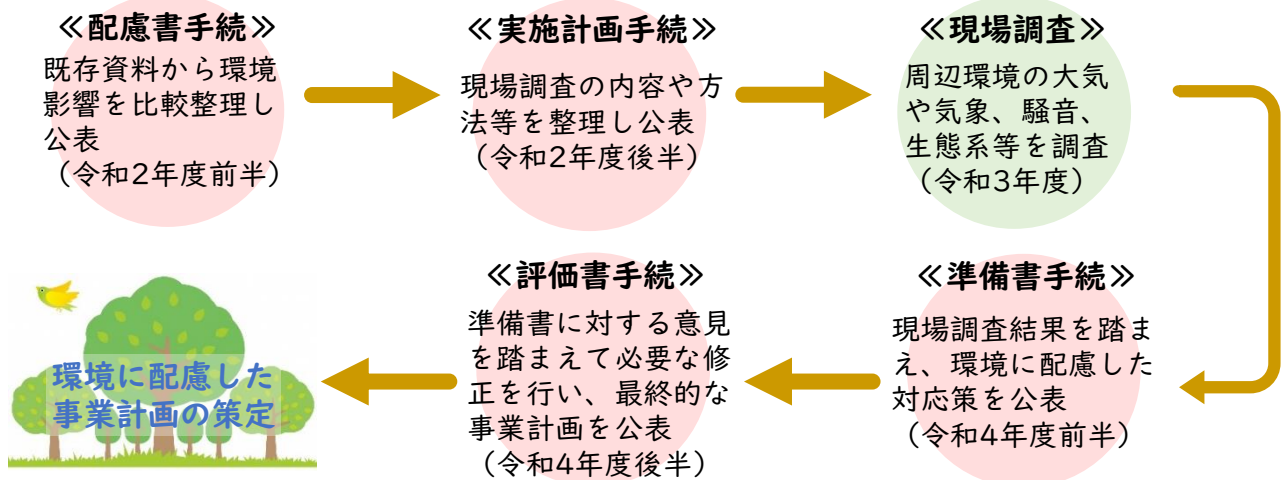 ≪配慮書手続≫
既存資料から環境
影響を比較整理し
公表
（令和2年度前半）
≪実施計画手続≫
現場調査の内容や方
法等を整理し公表
（令和2年度後半）
≪現場調査≫
周辺環境の大気
や気象、騒音、
生態系等を調査
（令和3年度）
≪準備書手続≫
現場調査結果を踏ま
え、環境に配慮した
対応策を公表
（令和4年度前半）
≪評価書手続≫
準備書に対する意見
を踏まえて必要な修
正を行い、最終的な
事業計画を公表
（令和4年度後半）
環境に配慮した
事業計画の策定